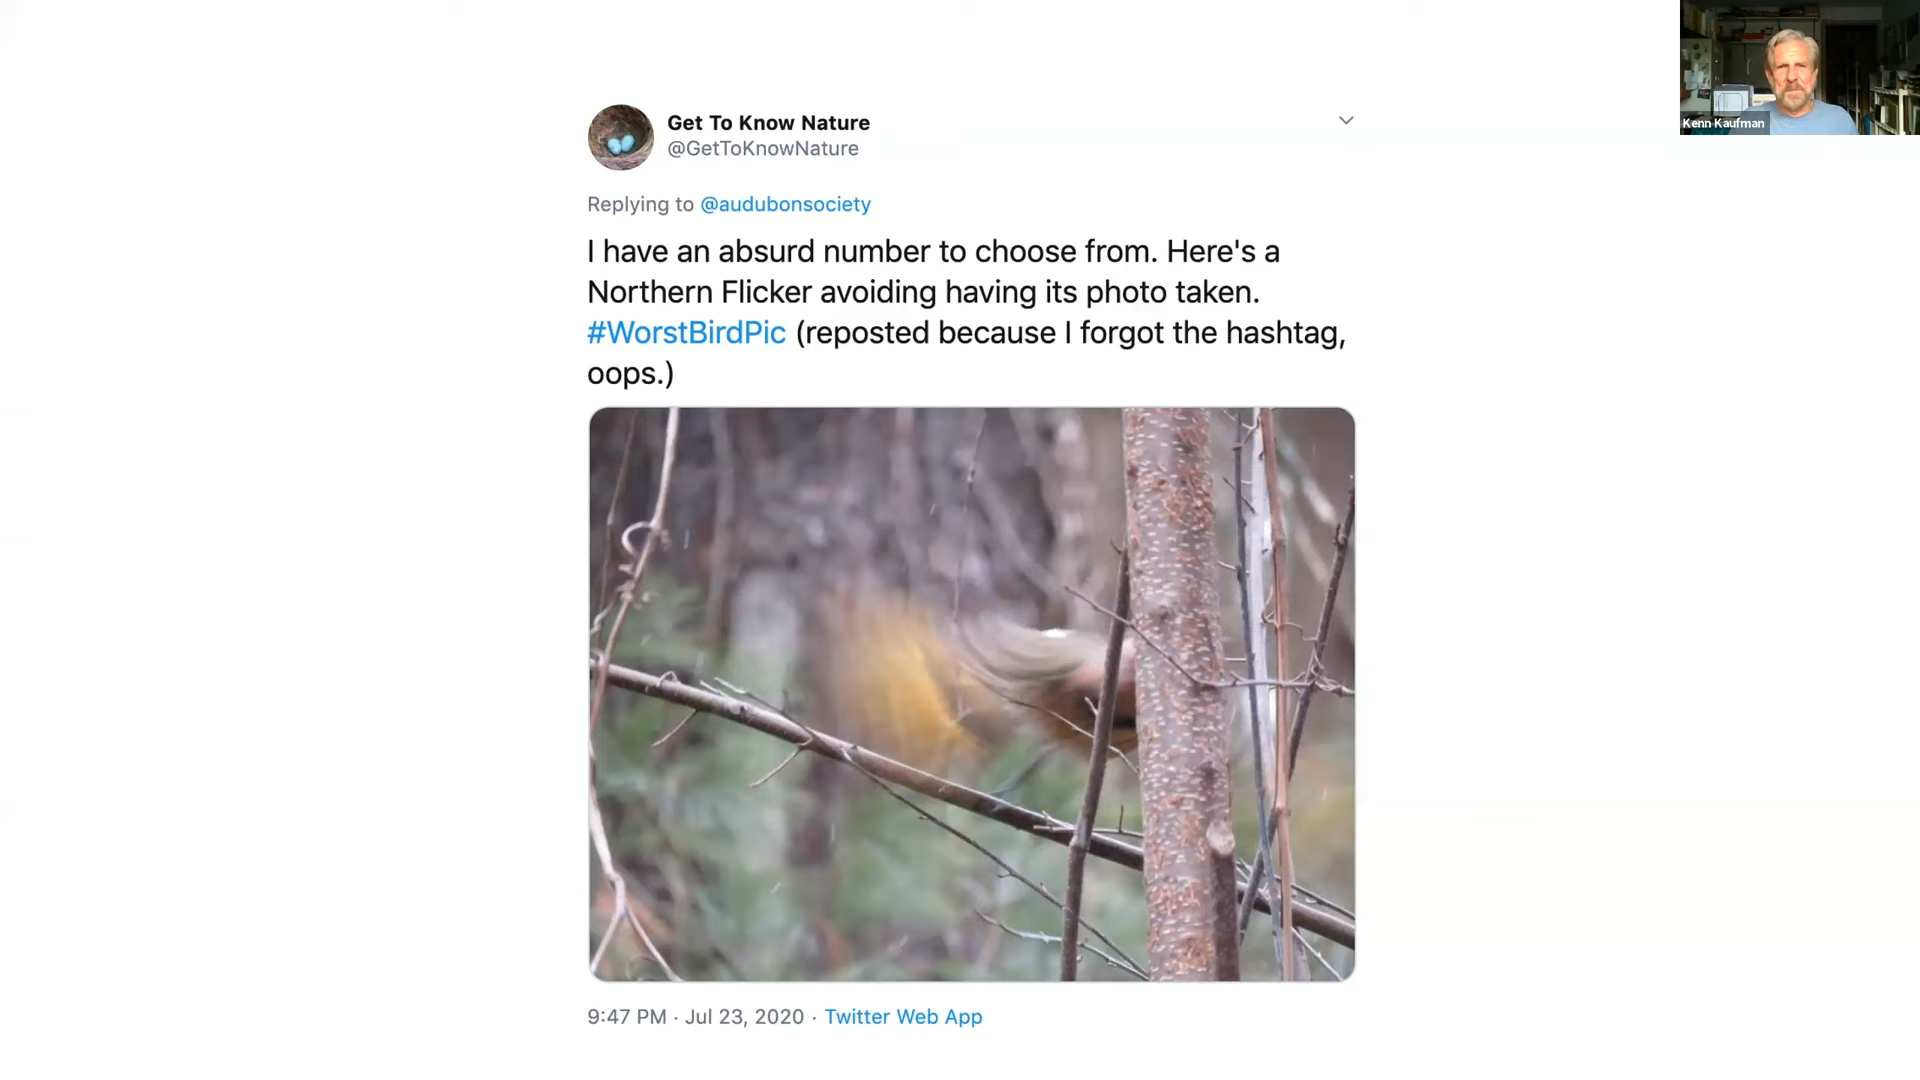 Get To Know Nature
@GetToKnowNature
Replying to @audubonsociety
I have an absurd number to choose from. Here's a
Northern Flicker avoiding having its photo taken.
#WorstBirdPic (reposted because I forgot the hashtag,
oops.)
9:47 PM · Jul 23, 2020 · Twitter Web App
Kenn Kaufman